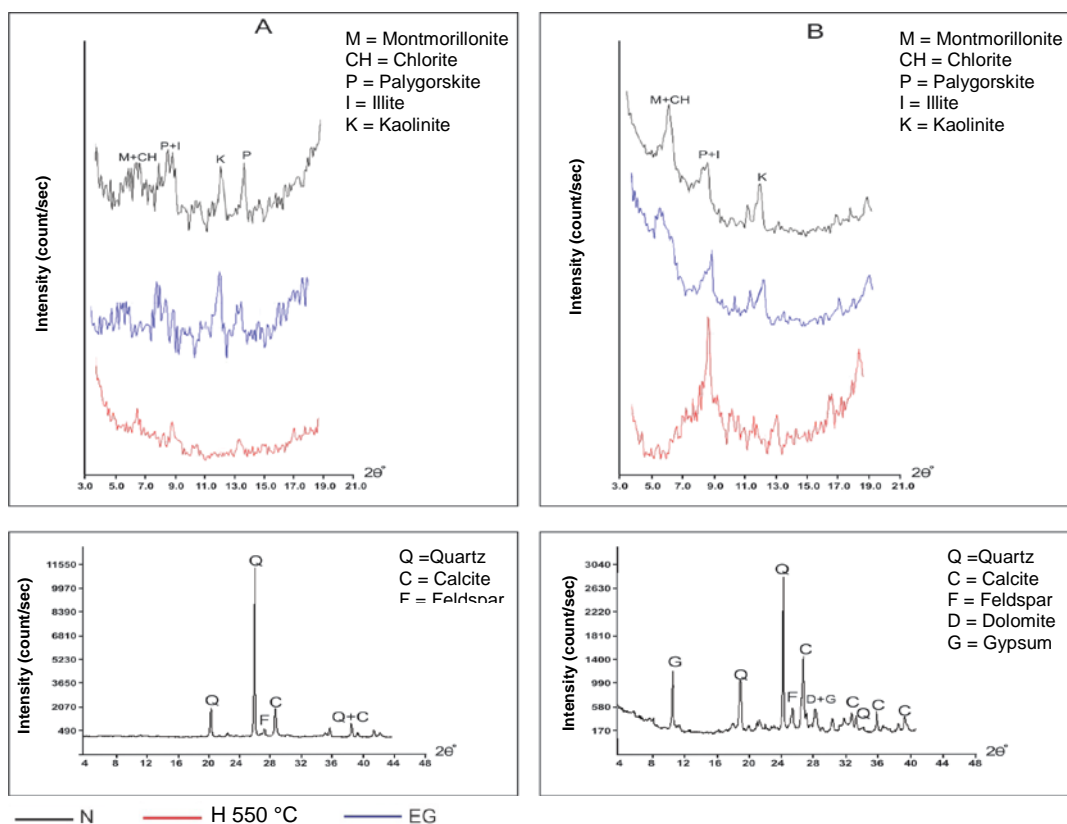 A
M = Montmorillonite
CH = Chlorite
P = Palygorskite
I = Illite
K = Kaolinite
M+CH
P+I
K
P
Intensity (count/sec)
2θ°
3.0 5.0 7.0 9.0 11.0 13.0 15.0 17.0 19.0 21.0
B
M = Montmorillonite
CH = Chlorite
P = Palygorskite
I = Illite
K = Kaolinite
M+CH
P+I
K
Intensity (count/sec)
2θ°
3.0 5.0 7.0 9.0 11.0 13.0 15.0 17.0 19.0 21.0
Q =Quartz
C = Calcite
F = Feldspar
Intensity (count/sec)
11550
9970
8390
6810
5230
3650
2070
490
Q
Q
F
C
Q+C
2θ°
4 8 12 16 20 24 28 32 36 40 44 48
Q =Quartz
C = Calcite
F = Feldspar
D = Dolomite
G = Gypsum
Intensity (count/sec)
3040
2630
2220
1810
1400
990
580
170
G
Q
Q
F
C
D+G
C
Q
C
C
2θ°
4 8 12 16 20 24 28 32 36 40 44 48
N
H 550 °C
EG